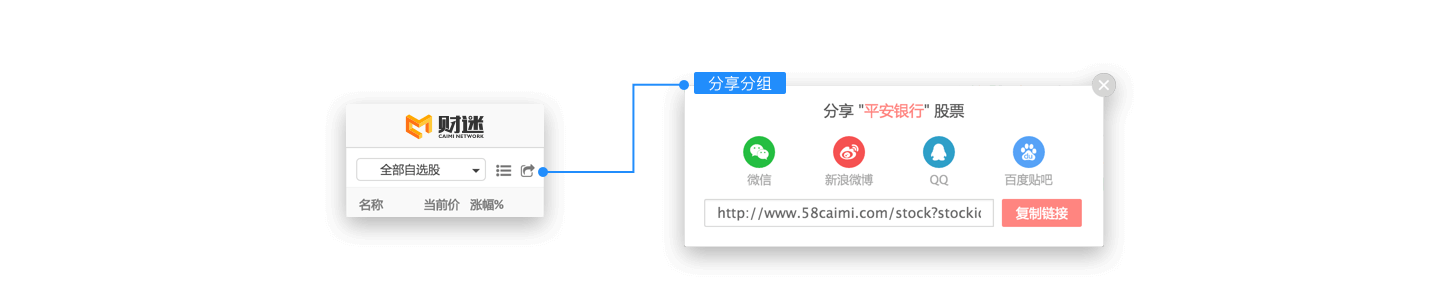 财迷
CAIMI NETWORK
全部自选股
名称 当前价 涨幅%
分享分组
分享 "平安银行" 股票
微信 新浪微博 QQ 百度贴吧
du
http://www.58caimi.com/stock?stockic
复制链接